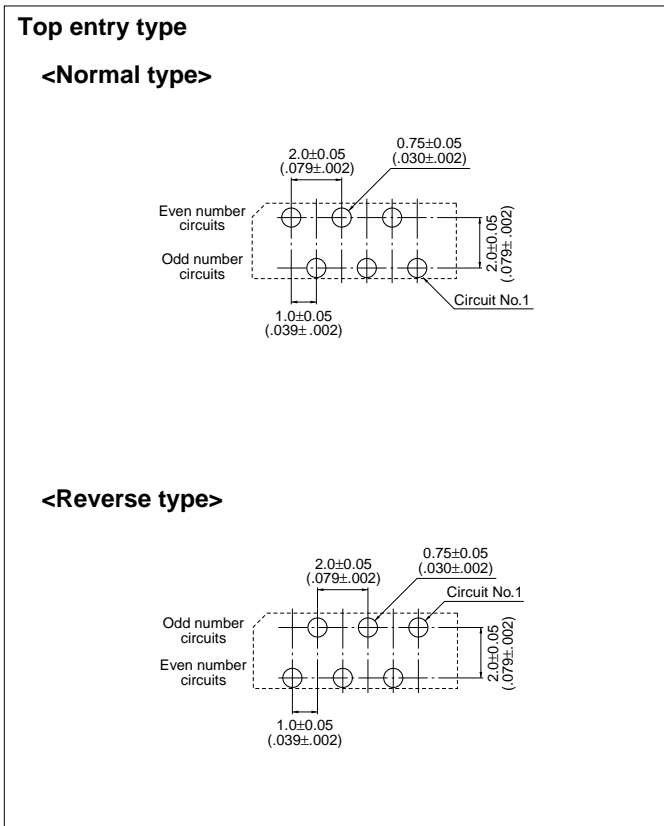 Top entry type
<Normal type>
2.0±0.05
(.079±.002)
0.75±0.05
(.030±.002)
Even number
circuits
Odd number
circuits
2.0±0.05
(.079±.002)
1.0±0.05
(.039±.002)
Circuit No.1
<Reverse type>
2.0±0.05
(.079±.002)
0.75±0.05
(.030±.002)
Circuit No.1
Odd number
circuits
Even number
circuits
2.0±0.05
(.079±.002)
1.0±0.05
(.039±.002)